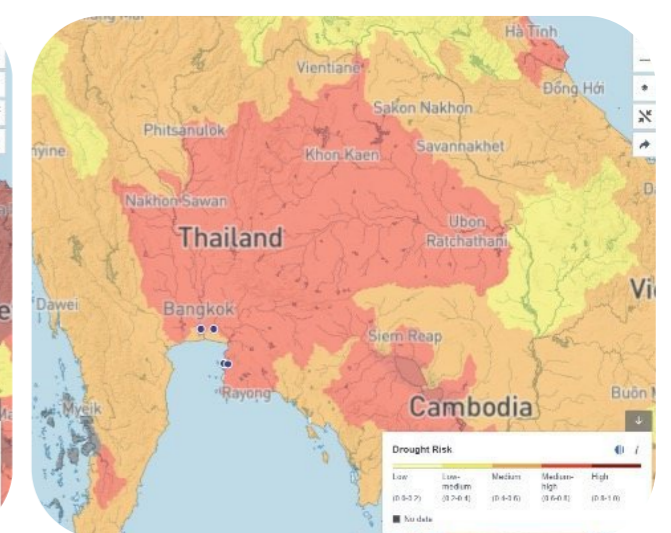 Hà Tĩnh
Vientiane
Đồng Hới
Sakon Nakhon
Phitsanulok
Savannakhet
Khon Kaen
Nakhon Sawan
Thailand
Ubon
Ratchathani
Dawei
Bangkok
Siem Reap
Rayong
Myeik
Cambodia
Buôn
Drought Risk
Low
Low-medium
Medium
Medium-high
High
(0.0-0.2)
(0.2-0.4)
(0.4-0.6)
(0.6-0.8)
(0.8-1.0)
No data